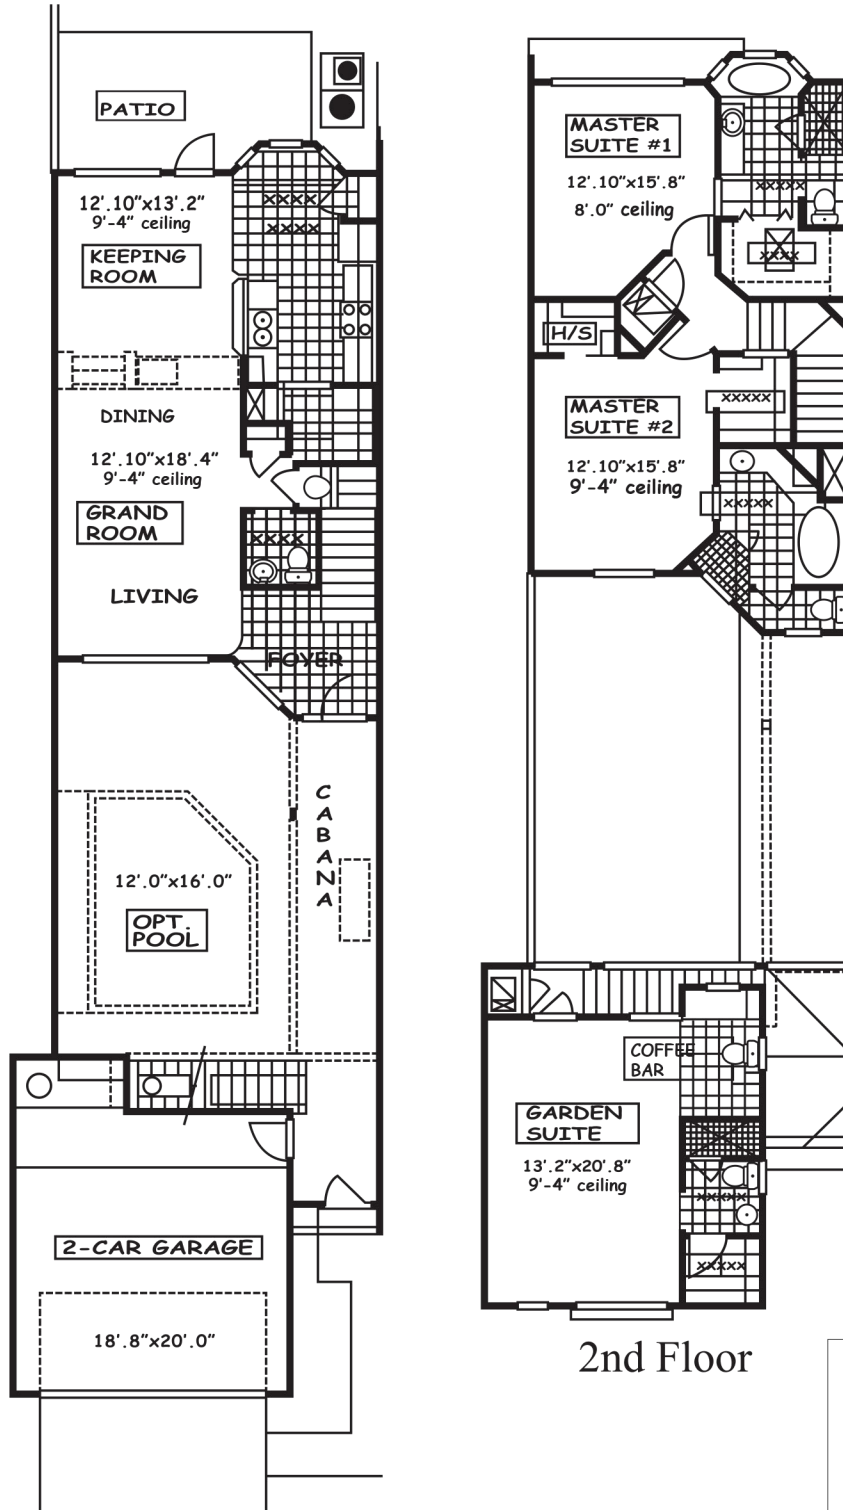 PATIO
12'.10"x13'.2"
9'-4" ceiling
KEEPING
ROOM
xxxx
xxxx
DINING
12'.10"x18'.4"
9'-4" ceiling
GRAND
ROOM
xxxx
LIVING
FOYER
CABANA
12'.0"x16'.0"
OPT.
POOL
2-CAR GARAGE
18'.8"x20'.0"
MASTER
SUITE #1
12'.10"x15'.8"
8'.0" ceiling
xxxxx
xxxx
H/S
MASTER
SUITE #2
xxxxx
12'.10"x15'.8"
9'-4" ceiling
xxxxx
COFFEE
BAR
GARDEN
SUITE
13'.2"x20'.8"
9'-4" ceiling
xxxxx
xxxxx
2nd Floor